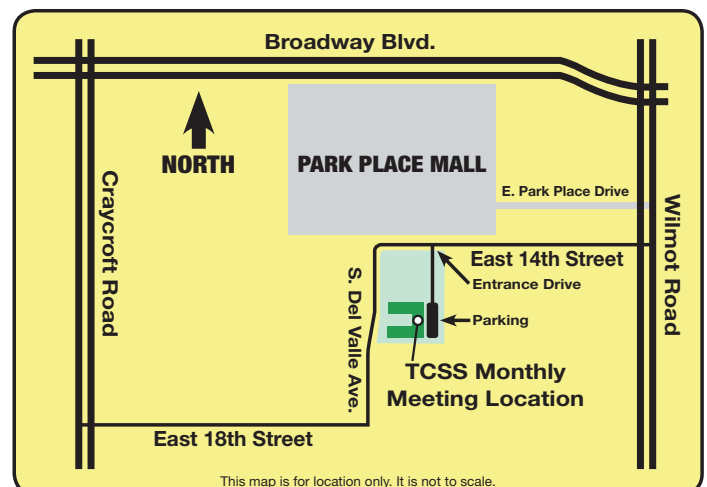 Broadway Blvd.
NORTH
PARK PLACE MALL
E. Park Place Drive
Craycroft Road
Wilmot Road
East 14th Street
Entrance Drive
S. Del Valle Ave.
Parking
TCSS Monthly
Meeting Location
East 18th Street
This map is for location only. It is not to scale.